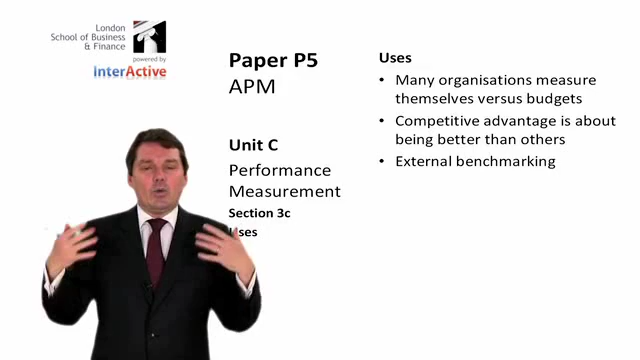 London
School of Business
& Finance
powered by
InterActive
Paper P5
APM
Unit C
Performance
Measurement
Section 3c
Uses
Uses
• Many organisations measure
themselves versus budgets
• Competitive advantage is about
being better than others
• External benchmarking